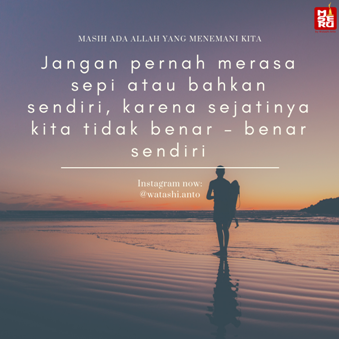 MASIH ADA ALLAH YANG MENEMANI KITA
Jangan pernah merasa
sepi atau bahkan
sendiri, karena sejatinya
kita tidak benar - benar
sendiri
Instagram now:
@watashi.anto